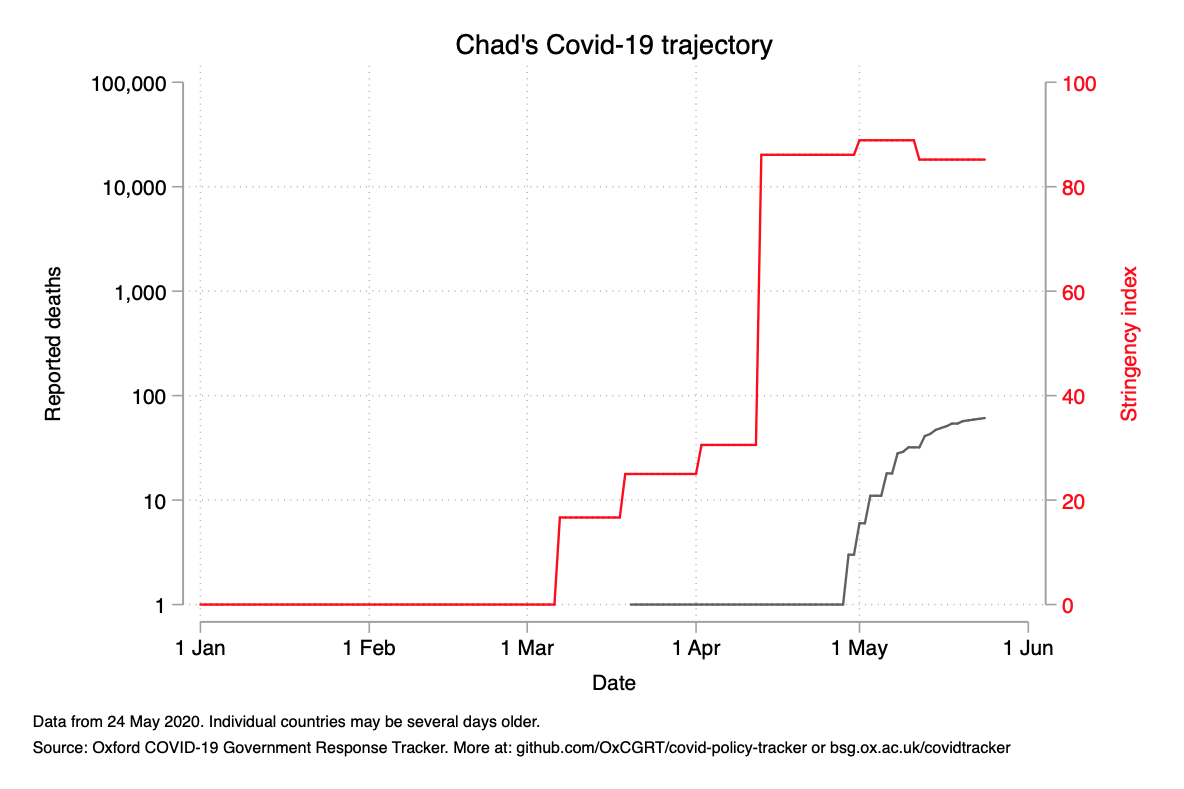 Chad's Covid-19 trajectory
100,000
10,000
1,000
100
10
1
Reported deaths
100
80
60
40
20
0
Stringency index
1 Jan
1 Feb
1 Mar
1 Apr
1 May
1 Jun
Date
Data from 24 May 2020. Individual countries may be several days older.
Source: Oxford COVID-19 Government Response Tracker. More at: github.com/OxCGRT/covid-policy-tracker or bsg.ox.ac.uk/covidtracker